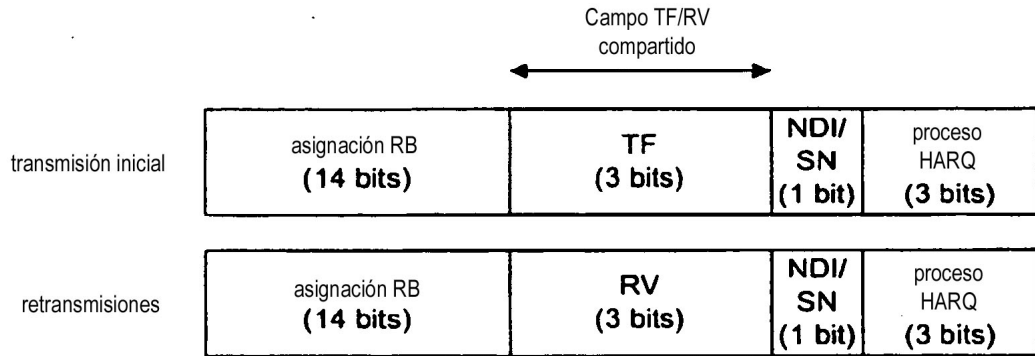 Campo TF/RV
compartido
transmisión inicial
asignación RB
(14 bits)
TF
(3 bits)
NDI/
SN
(1 bit)
proceso
HARQ
(3 bits)
retransmisiones
asignación RB
(14 bits)
RV
(3 bits)
NDI/
SN
(1 bit)
proceso
HARQ
(3 bits)